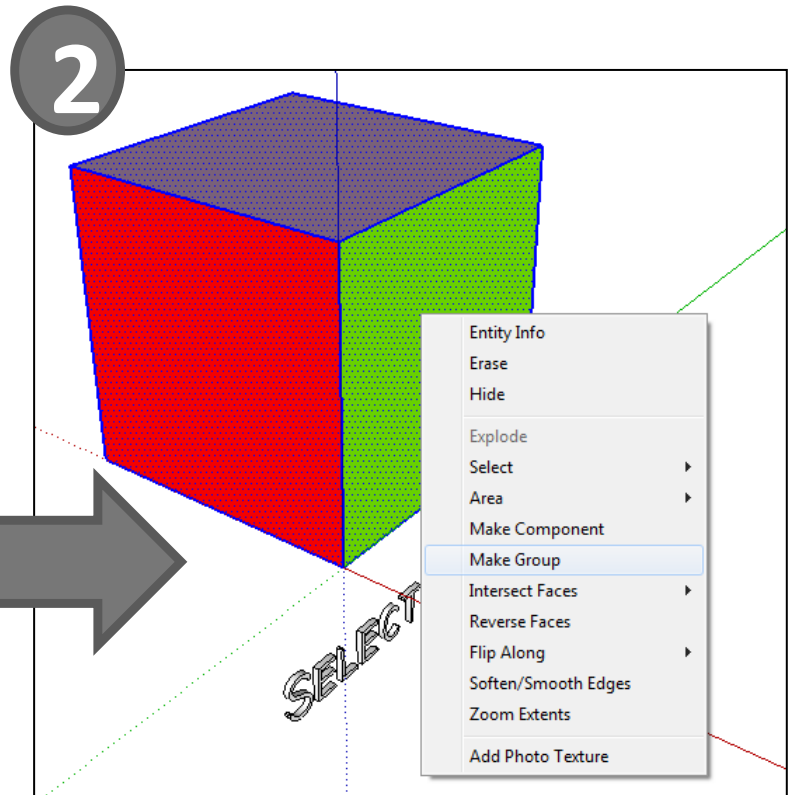 2
Entity Info
Erase
Hide
Explode
Select
Area
Make Component
Make Group
Intersect Faces
Reverse Faces
Flip Along
Soften/Smooth Edges
Zoom Extents
Add Photo Texture
SELECT